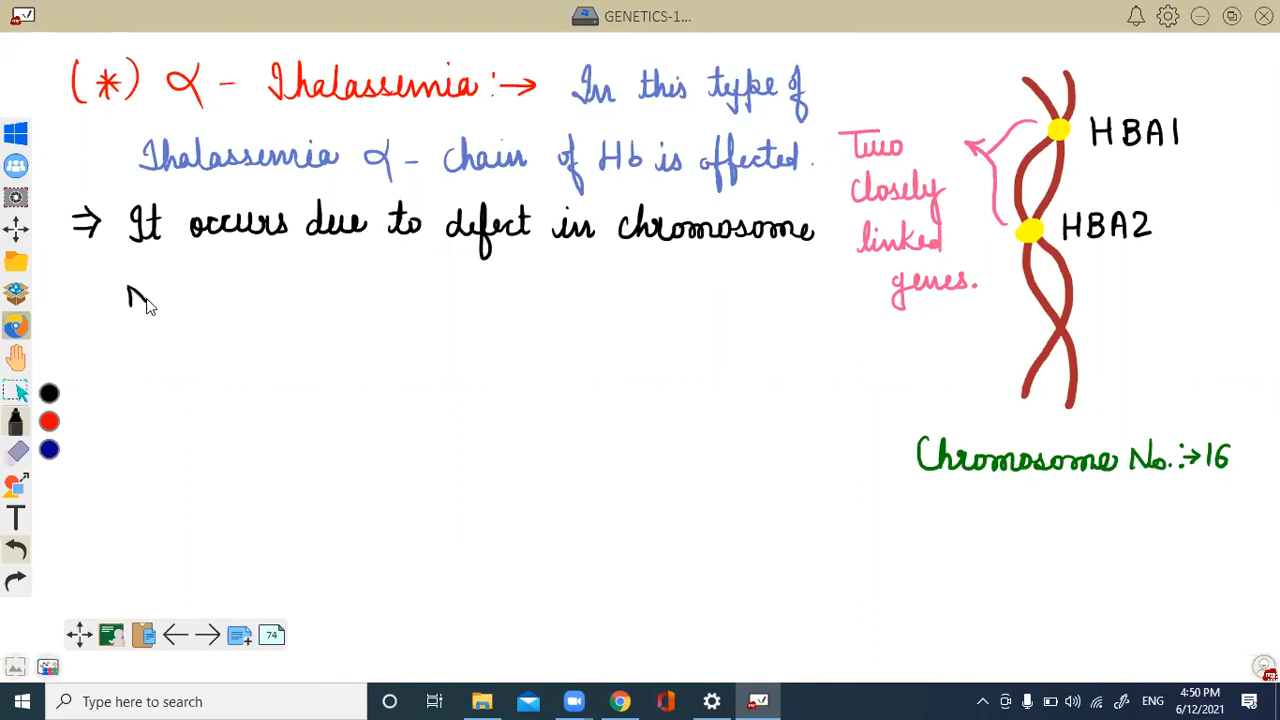 GENETICS-1...
(*) α - Thalassemia :→ In this type of
Thalassemia α - chain of Hb is affected.
⇒ It occurs due to defect in chromosome
Two
closely
linked
genes.
HBA1
HBA2
Chromosome No. :→ 16
74
Type here to search
ENG
4:50 PM
6/12/2021